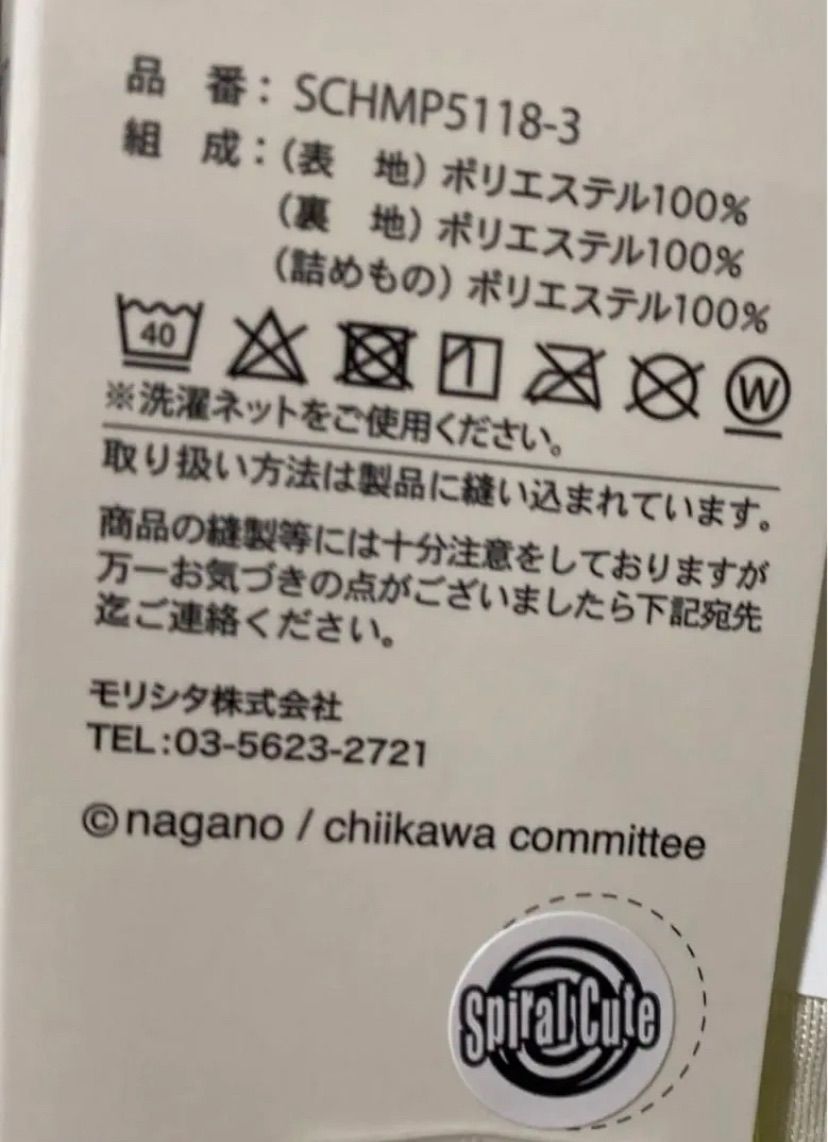 品　番：SCHMP5118-3
組　成：（表　地）ポリエステル100%
（裏　地）ポリエステル100%
（詰めもの）ポリエステル100%
40
W
※洗濯ネットをご使用ください。
取り扱い方法は製品に縫い込まれています。
商品の縫製等には十分注意をしておりますが
万一お気づきの点がございましたら下記宛先
迄ご連絡ください。
モリシタ株式会社
TEL:03-5623-2721
©nagano / chiikawa committee
Spiral Cute